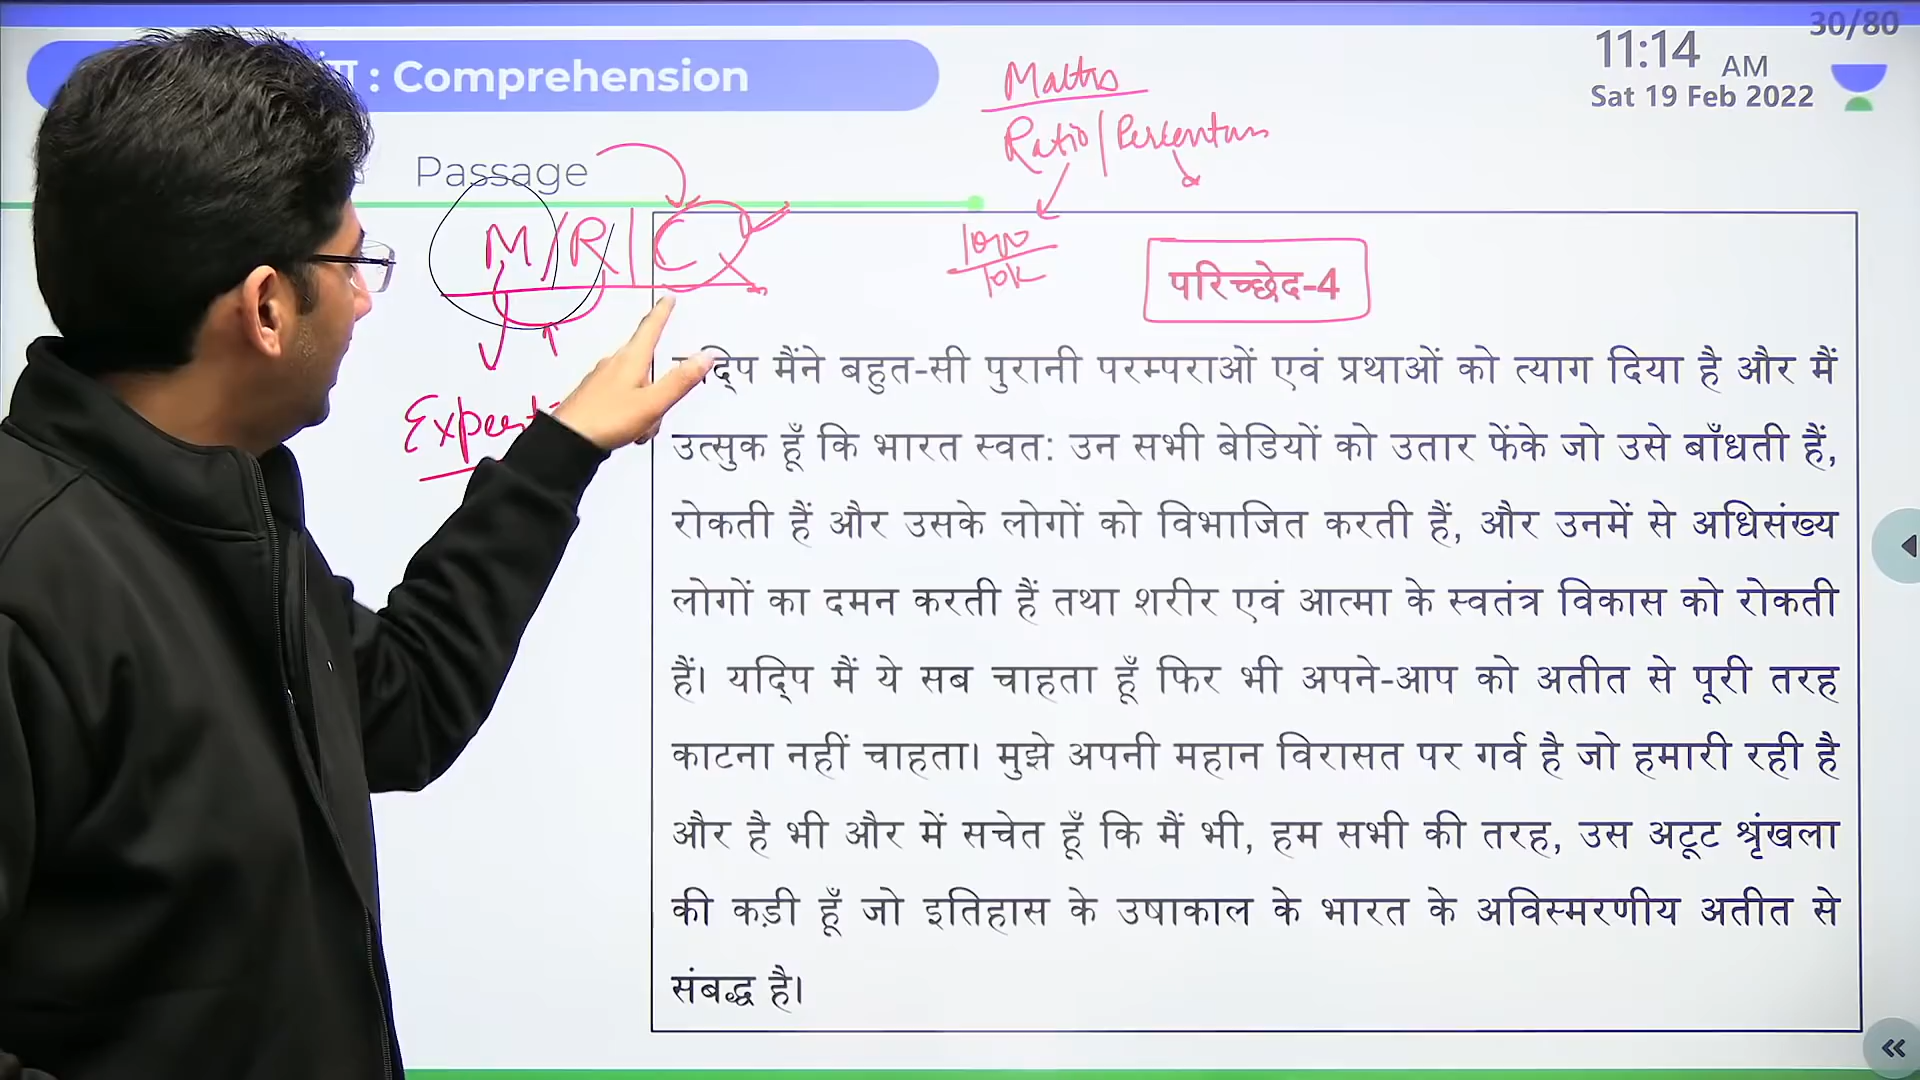 30/80
11:14 AM
Sat 19 Feb 2022
: Comprehension
Maths
Passage
Ratio/
M/R/C
परिच्छेद-4
मैंने बहुत-सी पुरानी परम्पराओं एवं प्रथाओं को त्याग दिया है और मैं
उत्सुक हूँ कि भारत स्वत: उन सभी बेडियों को उतार फेंके जो उसे बाँधती हैं,
रोकती हैं और उसके लोगों को विभाजित करती हैं, और उनमें से अधिसंख्य
लोगों का दमन करती हैं तथा शरीर एवं आत्मा के स्वतंत्र विकास को रोकती
हैं। यद्पि मैं ये सब चाहता हूँ फिर भी अपने-आप को अतीत से पूरी तरह
काटना नहीं चाहता। मुझे अपनी महान विरासत पर गर्व है जो हमारी रही है
और है भी और में सचेत हूँ कि मैं भी, हम सभी की तरह, उस अटूट श्रृंखला
की कड़ी हूँ जो इतिहास के उषाकाल के भारत के अविस्मरणीय अतीत से
संबद्ध है।